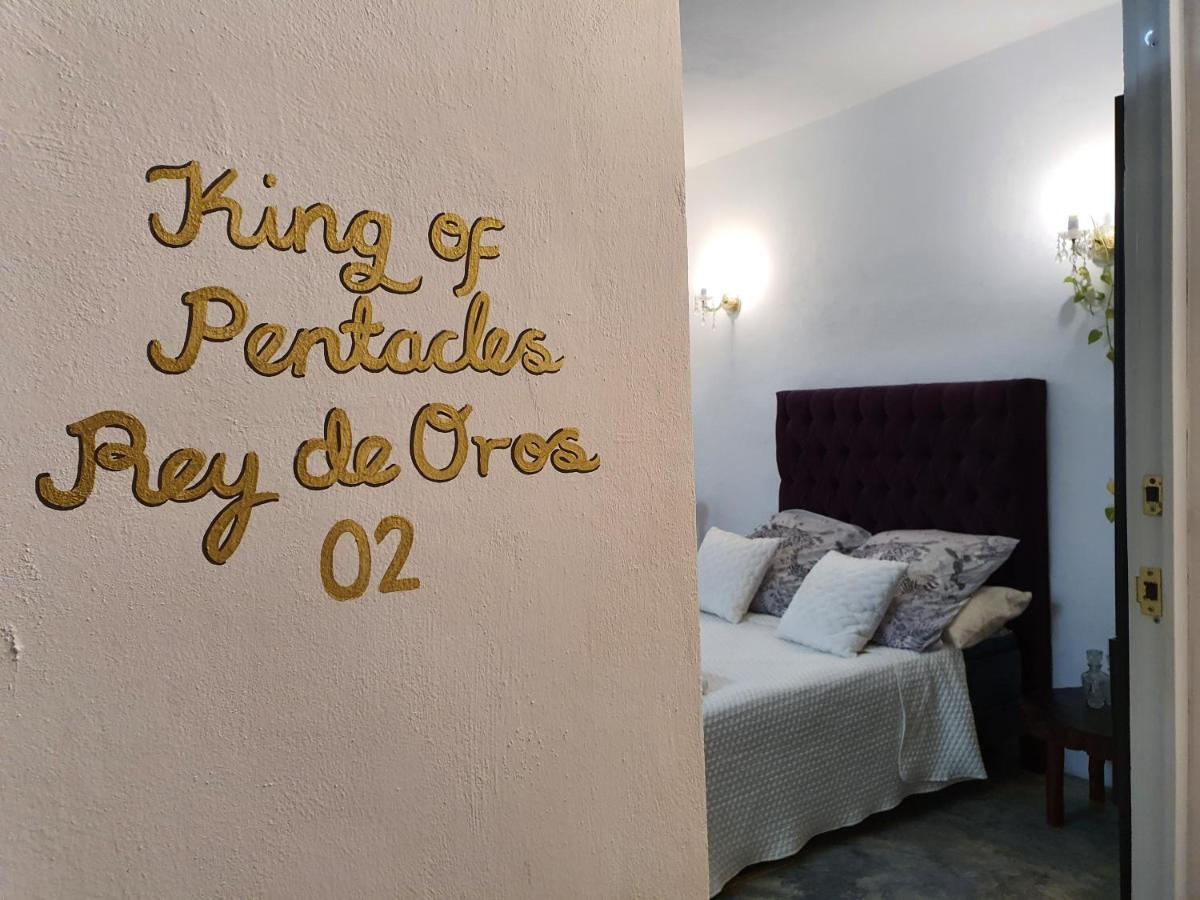 King of
Pentacles
Rey de Oros
02